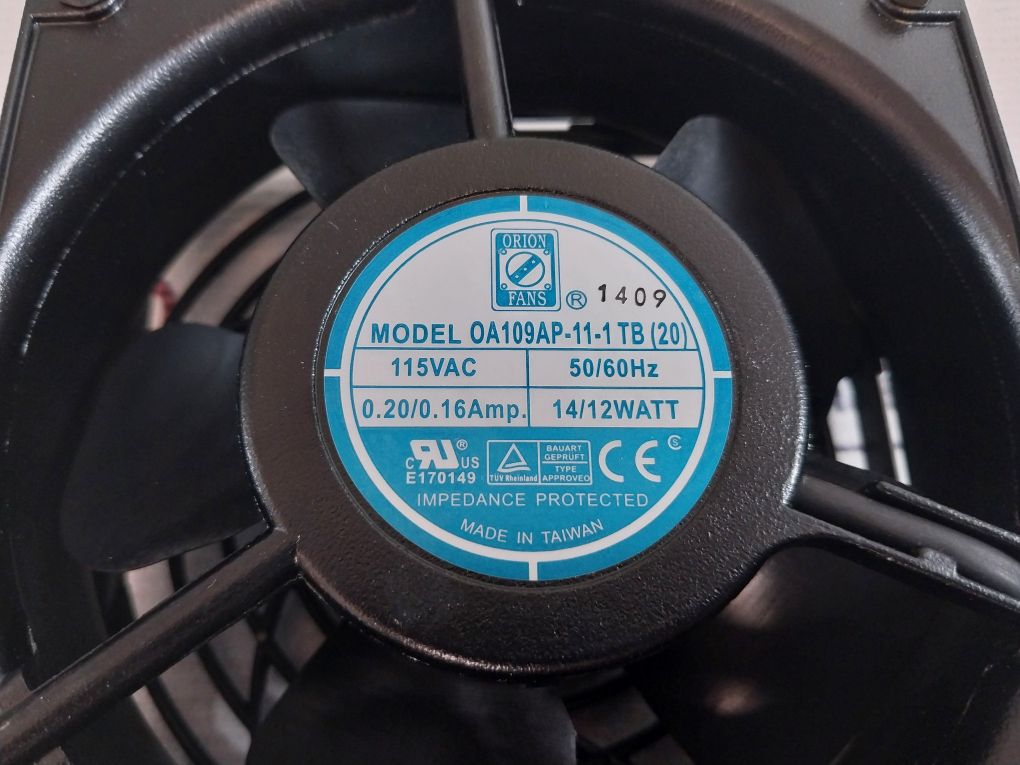 ORION
FANS ® 1409
MODEL OA109AP-11-1 TB (20)
115VAC 50/60Hz
0.20/0.16Amp. 14/12WATT
C RU ® US
E170149
TÜV Rheinland
BAUART
GEPRÜFT
TYPE
APPROVED
CE S
IMPEDANCE PROTECTED
MADE IN TAIWAN